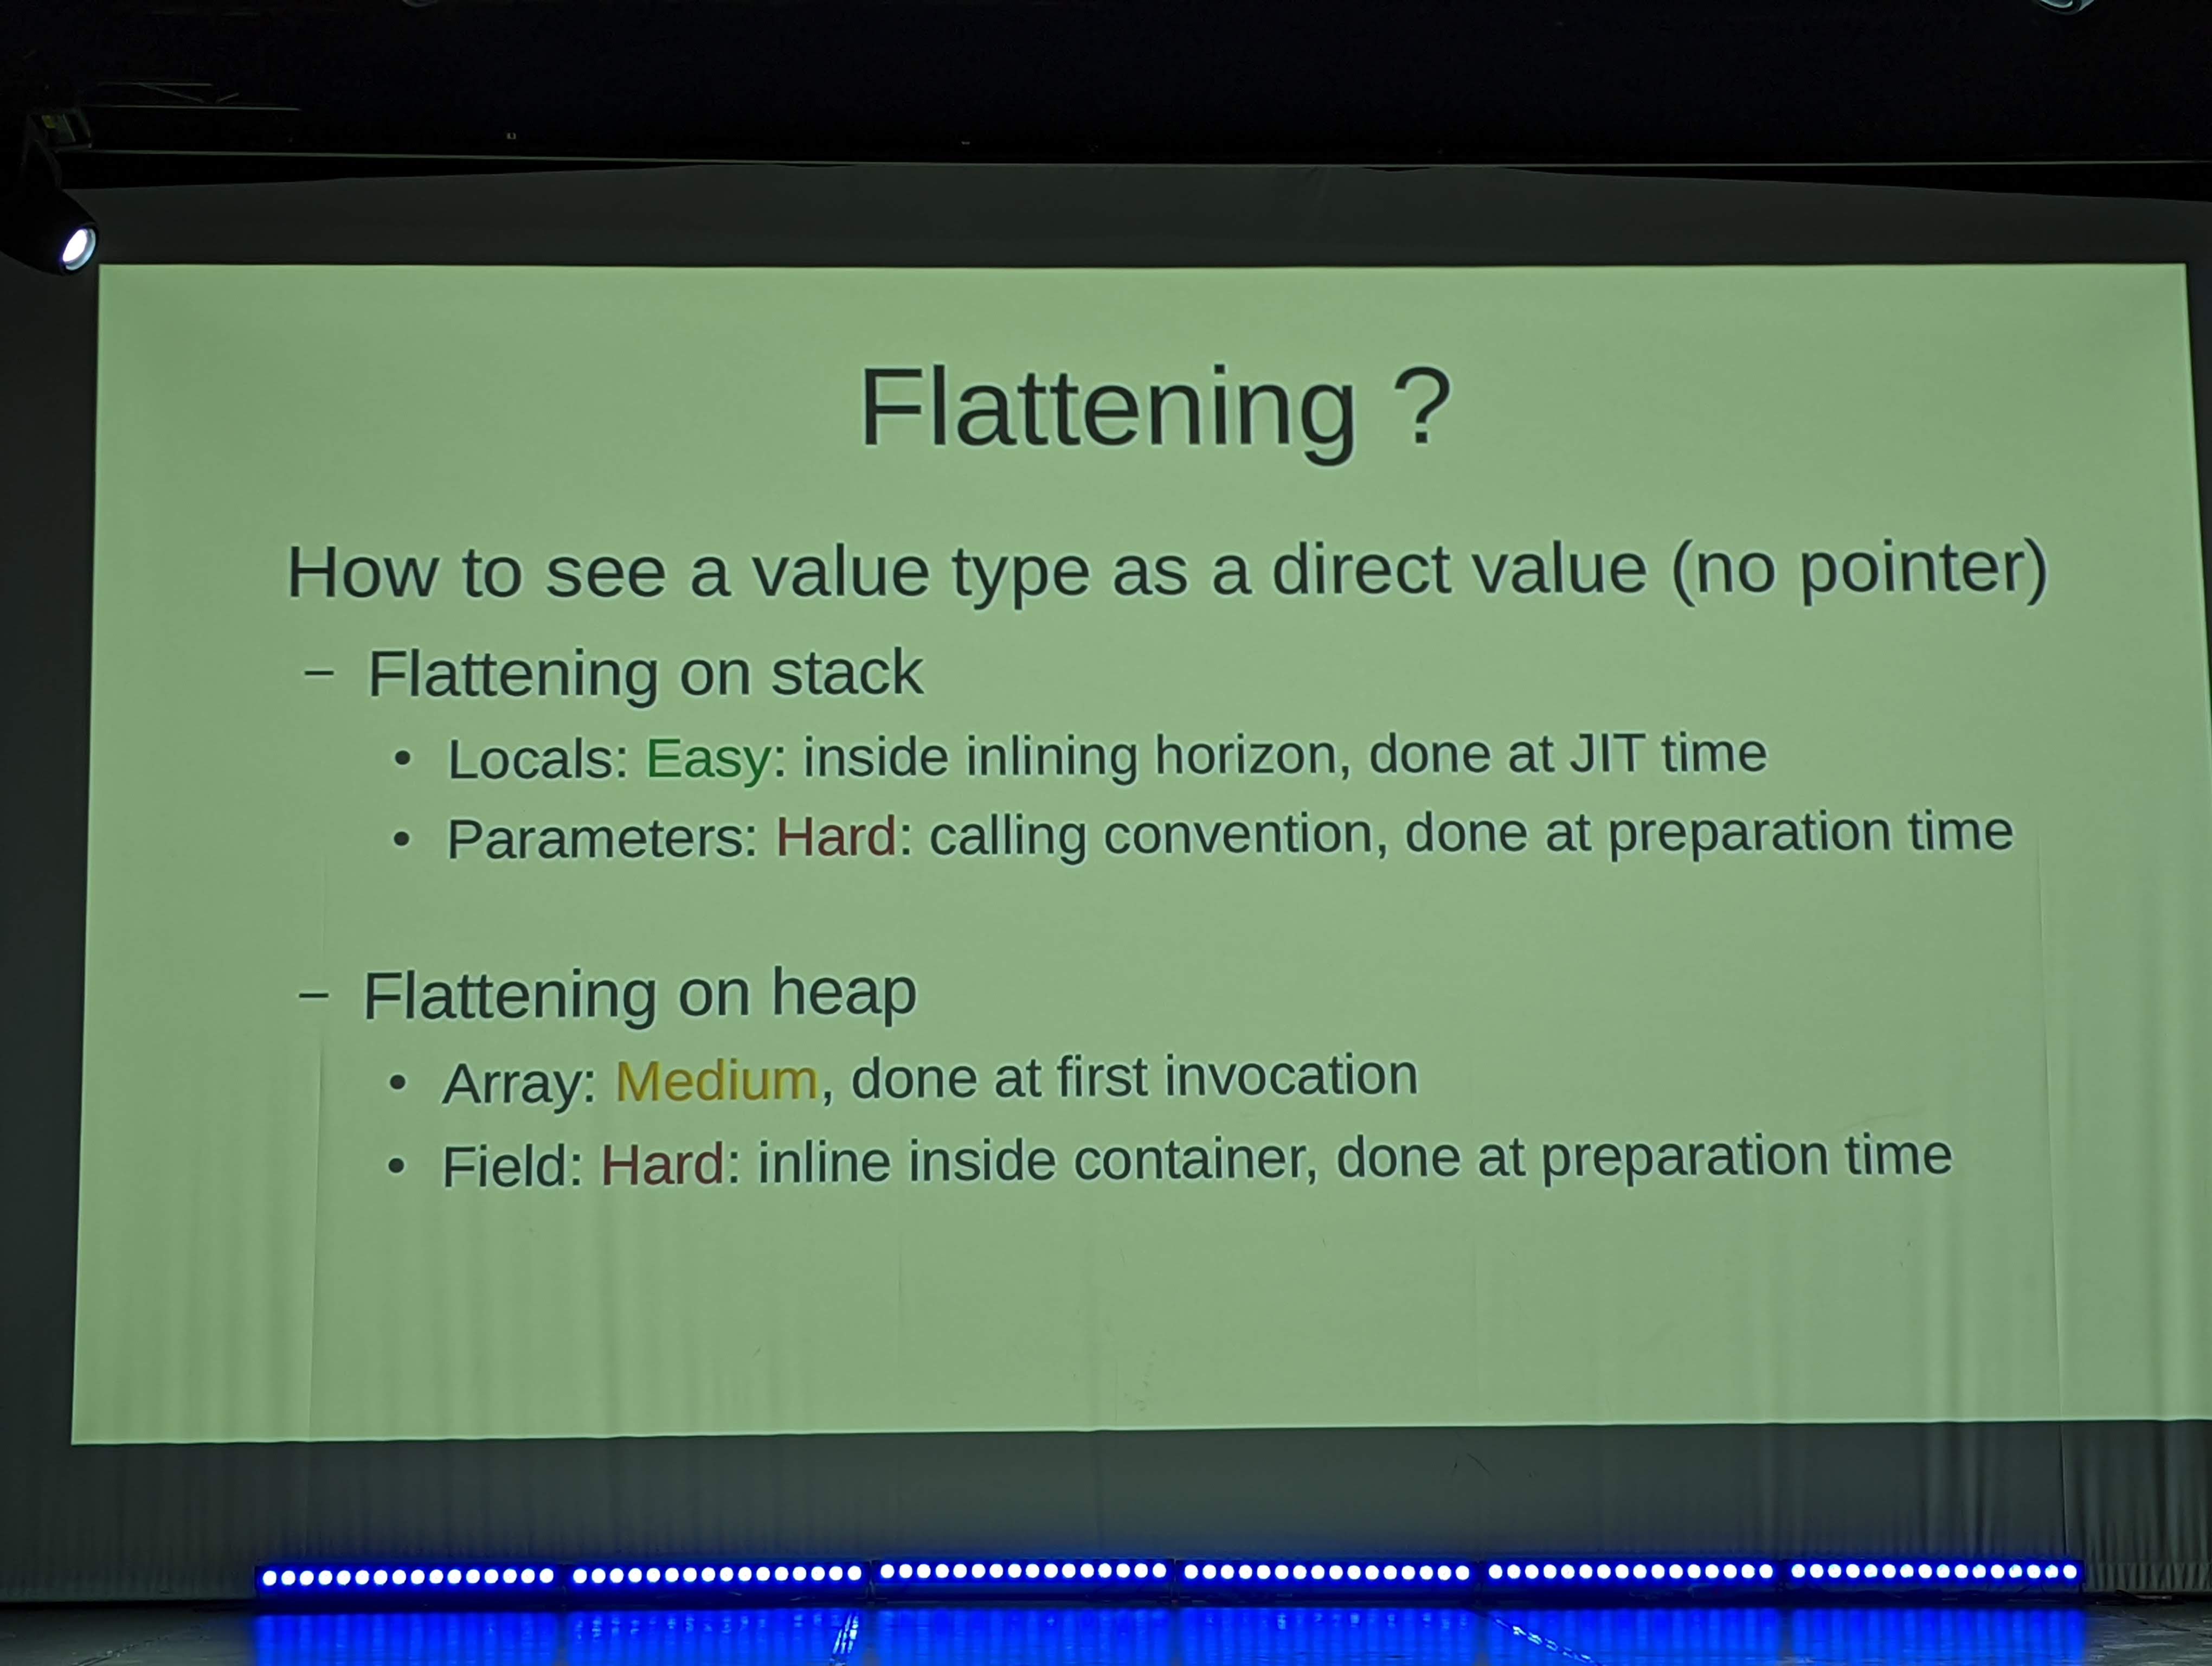 Flattening ?
How to see a value type as a direct value (no pointer)
– Flattening on stack
• Locals: Easy: inside inlining horizon, done at JIT time
• Parameters: Hard: calling convention, done at preparation time
– Flattening on heap
• Array: Medium, done at first invocation
• Field: Hard: inline inside container, done at preparation time